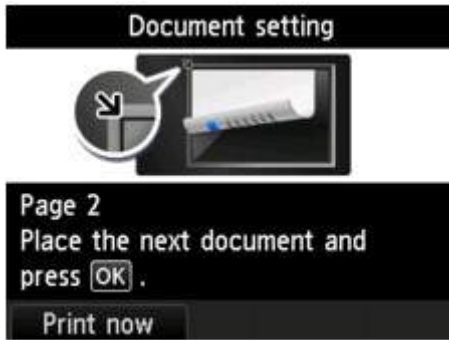 Document setting
Page 2
Place the next document and
press OK .
Print now